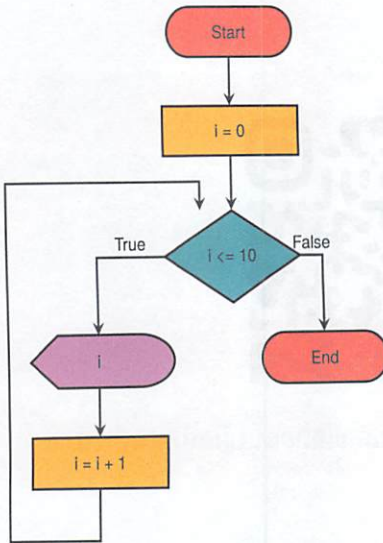 Start
i = 0
i <= 10
True
False
i
End
i = i + 1